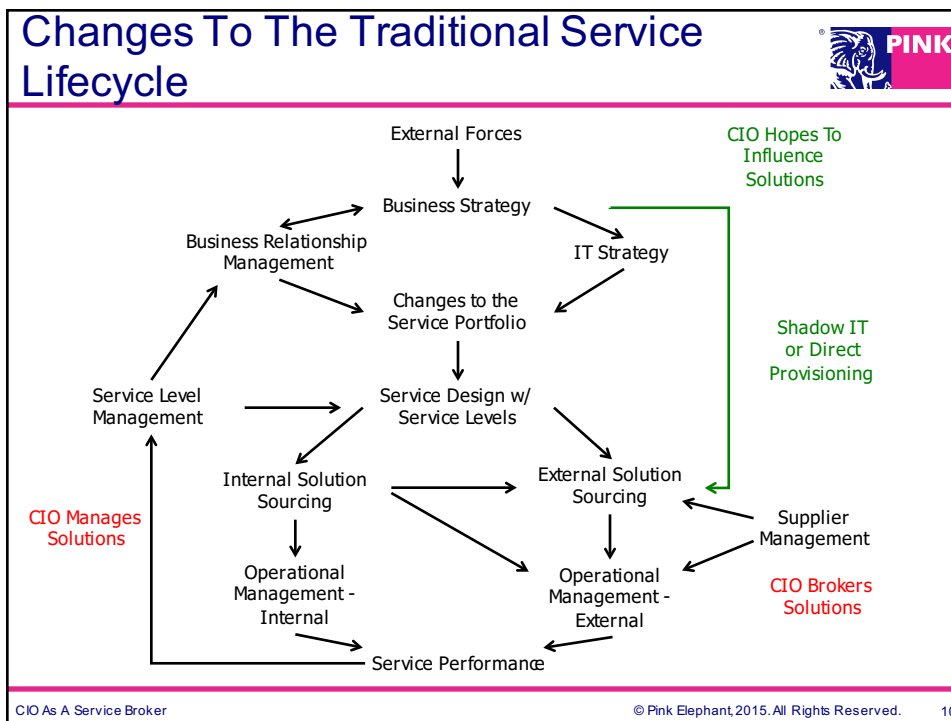 Changes To The Traditional Service
Lifecycle
® PINK
External Forces
CIO Hopes To
Influence
Solutions
Business Strategy
Business Relationship
Management
IT Strategy
Changes to the
Service Portfolio
Shadow IT
or Direct
Provisioning
Service Level
Management
Service Design w/
Service Levels
Internal Solution
Sourcing
External Solution
Sourcing
CIO Manages
Solutions
Supplier
Management
Operational
Management -
Internal
Operational
Management -
External
CIO Brokers
Solutions
Service Performance
CIO As A Service Broker
© Pink Elephant, 2015. All Rights Reserved.